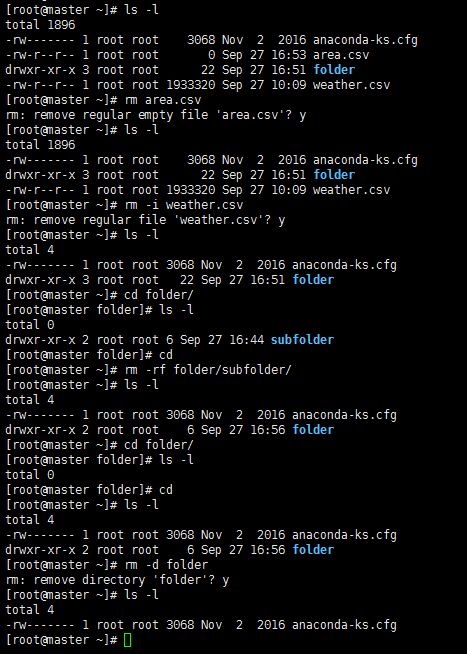 [root@master ~]# ls -l
total 1896
-rw------- 1 root root    3068 Nov  2  2016 anaconda-ks.cfg
-rw-r--r-- 1 root root       0 Sep 27 16:53 area.csv
drwxr-xr-x 3 root root      22 Sep 27 16:51 folder
-rw-r--r-- 1 root root 1933320 Sep 27 10:09 weather.csv
[root@master ~]# rm area.csv
rm: remove regular empty file 'area.csv'? y
[root@master ~]# ls -l
total 1896
-rw------- 1 root root    3068 Nov  2  2016 anaconda-ks.cfg
drwxr-xr-x 3 root root      22 Sep 27 16:51 folder
-rw-r--r-- 1 root root 1933320 Sep 27 10:09 weather.csv
[root@master ~]# rm -i weather.csv
rm: remove regular file 'weather.csv'? y
[root@master ~]# ls -l
total 4
-rw------- 1 root root 3068 Nov  2  2016 anaconda-ks.cfg
drwxr-xr-x 3 root root   22 Sep 27 16:51 folder
[root@master ~]# cd folder/
[root@master folder]# ls -l
total 0
drwxr-xr-x 2 root root 6 Sep 27 16:44 subfolder
[root@master folder]# cd
[root@master ~]# rm -rf folder/subfolder/
[root@master ~]# ls -l
total 4
-rw------- 1 root root 3068 Nov  2  2016 anaconda-ks.cfg
drwxr-xr-x 2 root root    6 Sep 27 16:56 folder
[root@master ~]# cd folder/
[root@master folder]# ls -l
total 0
[root@master folder]# cd
[root@master ~]# ls -l
total 4
-rw------- 1 root root 3068 Nov  2  2016 anaconda-ks.cfg
drwxr-xr-x 2 root root    6 Sep 27 16:56 folder
[root@master ~]# rm -d folder
rm: remove directory 'folder'? y
[root@master ~]# ls -l
total 4
-rw------- 1 root root 3068 Nov  2  2016 anaconda-ks.cfg
[root@master ~]#